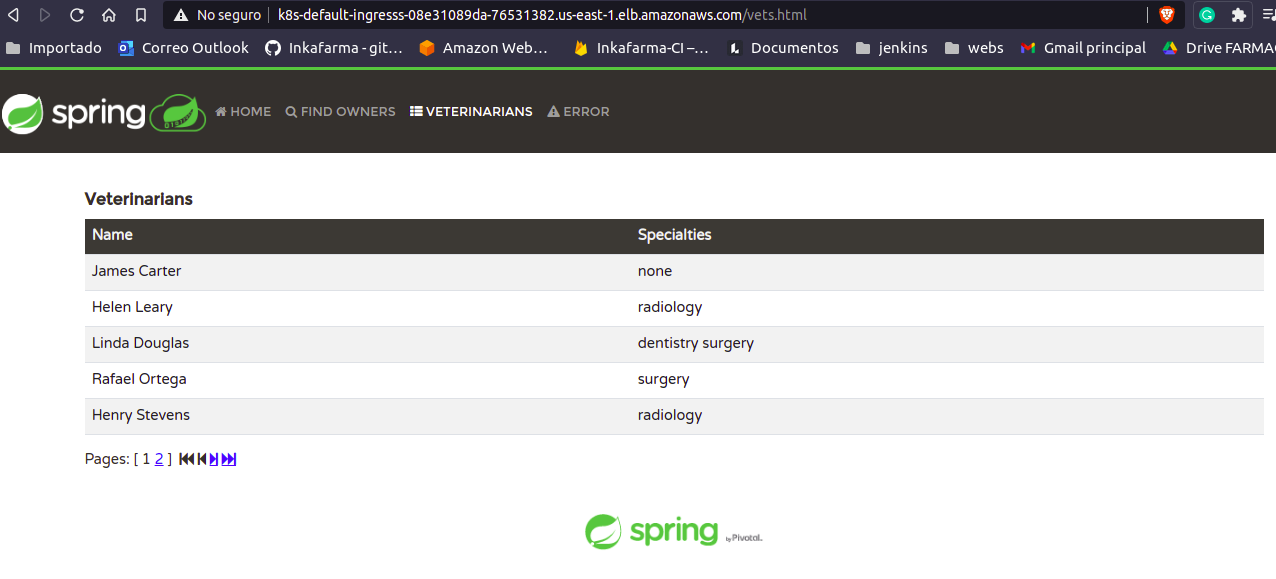 No seguro k8s-default-ingresss-08e31089da-76531382.us-east-1.elb.amazonaws.com/vets.html
Importado Correo Outlook Inkafarma - git... Amazon Web... Inkafarma-CI –... Documentos jenkins webs Gmail principal Drive FARMAC
spring HOME FIND OWNERS VETERINARIANS ERROR
Veterinarians
Name Specialties
James Carter none
Helen Leary radiology
Linda Douglas dentistry surgery
Rafael Ortega surgery
Henry Stevens radiology
Pages: [ 1 2 ]
spring by Pivotal.